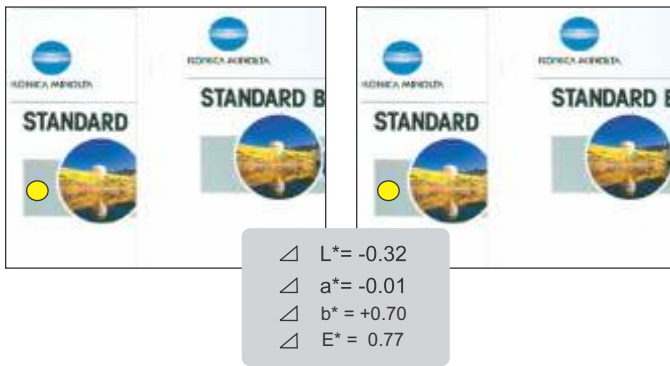 KONICA MINOLTA
STANDARD
KONICA MINOLTA
STANDARD B
KONICA MINOLTA
STANDARD
KONICA MINOLTA
STANDARD B
⊿ L*= -0.32
⊿ a*= -0.01
⊿ b* = +0.70
⊿ E* = 0.77